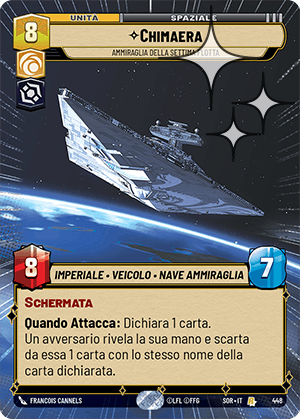 UNITÀ
SPAZIALE
8
✧CHIMAERA
AMMIRAGLIA DELLA SETTIMA FLOTTA
8
IMPERIALE • VEICOLO • NAVE AMMIRAGLIA
7
SCHERMATA
Quando Attacca: Dichiara 1 carta.
Un avversario rivela la sua mano e scarta
da essa 1 carta con lo stesso nome della
carta dichiarata.
FRANCOIS CANNELS
©LFL ©FFG
SOR • IT
448